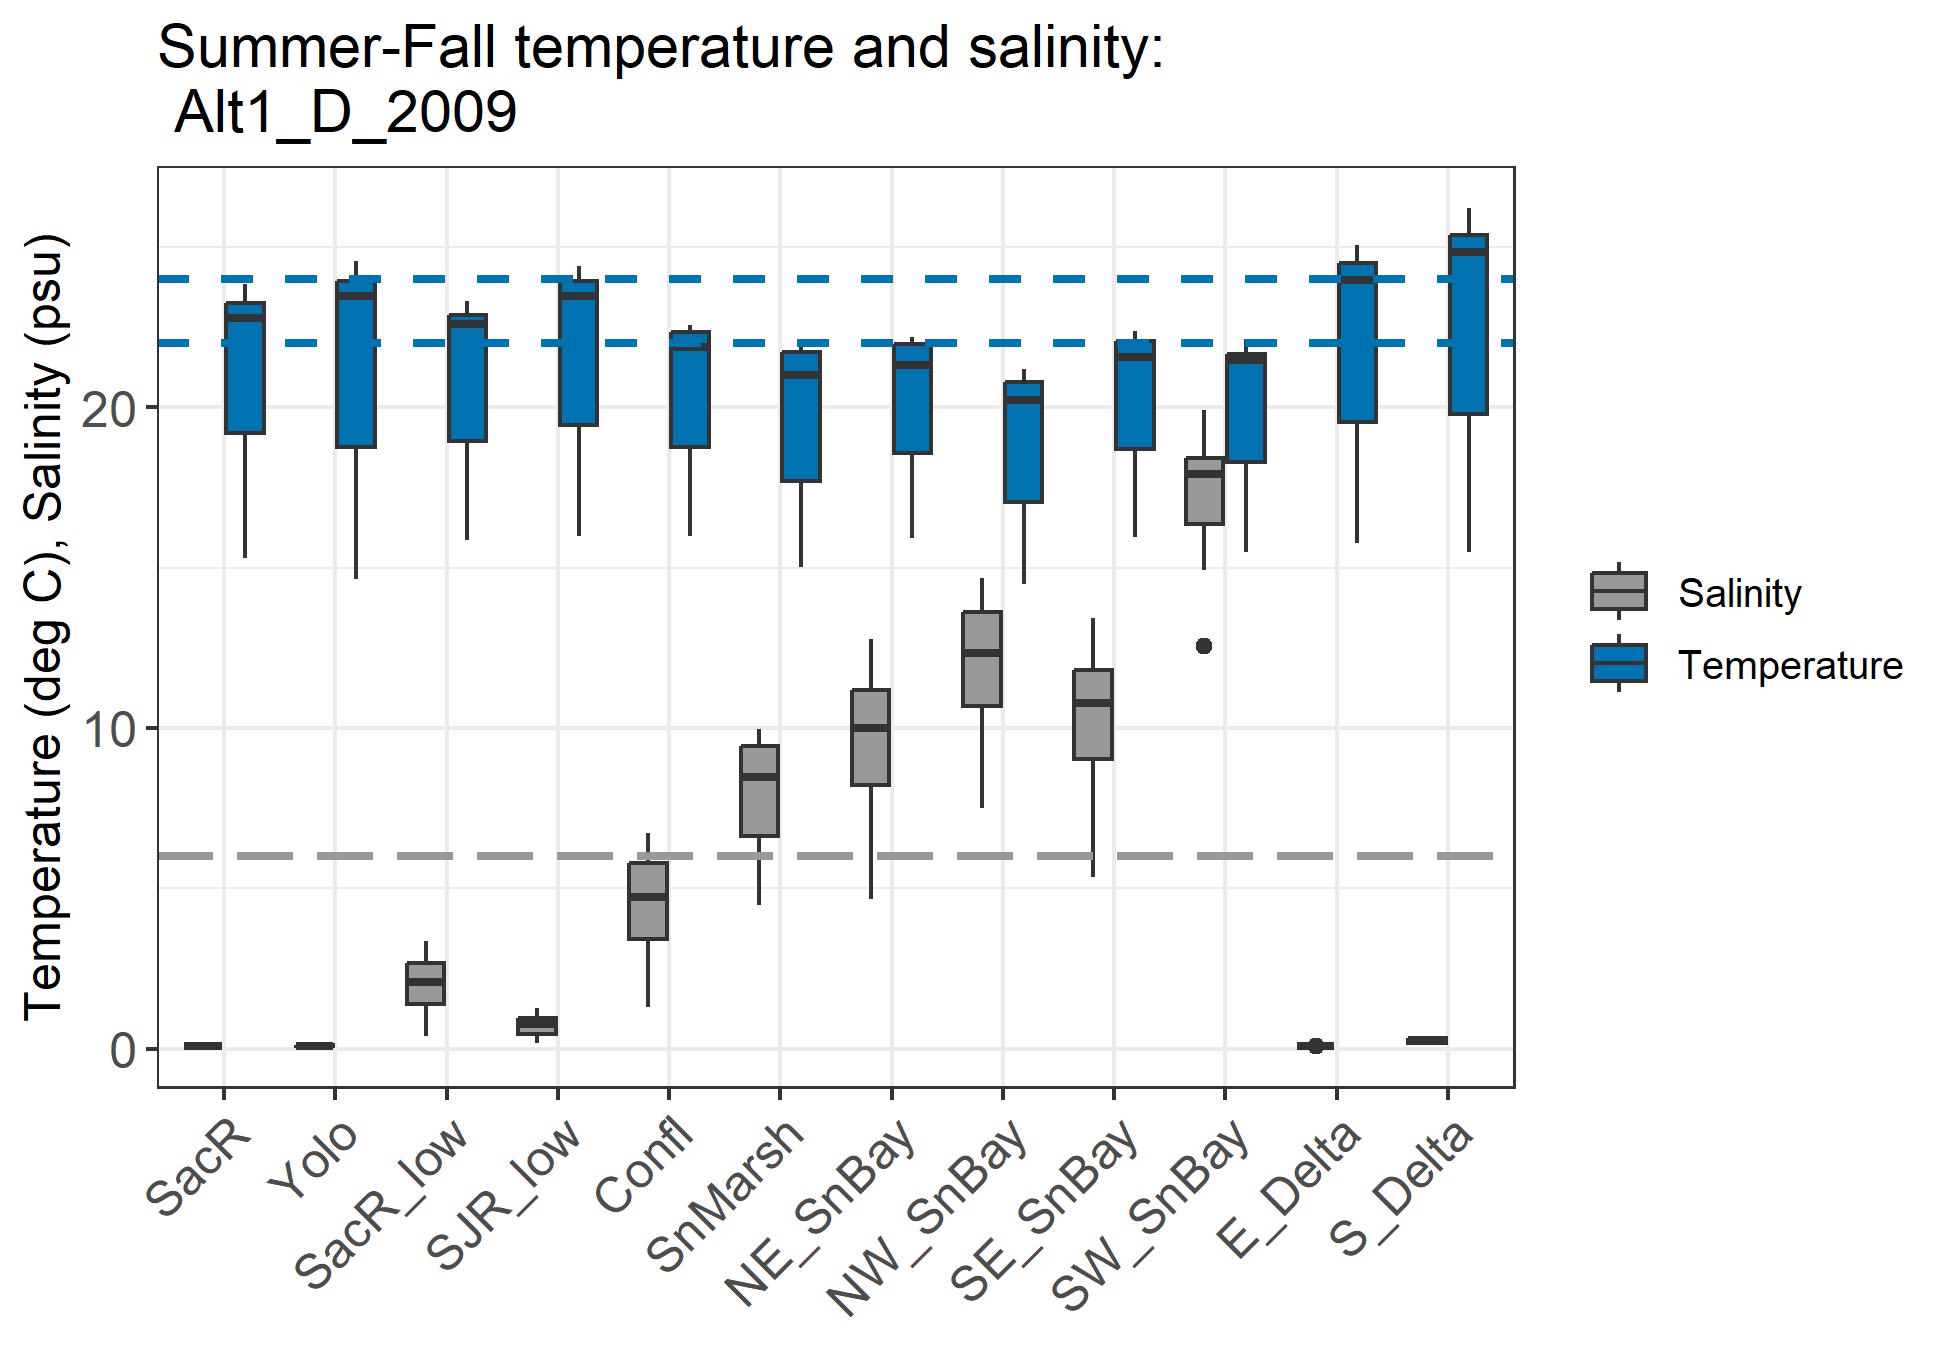 Summer-Fall temperature and salinity:
Alt1_D_2009
Temperature (deg C), Salinity (psu)
20
10
0
Salinity
Temperature
SacR
Yolo
SacR_low
SJR_low
Confl
SnMarsh
NE_SnBay
NW_SnBay
SE_SnBay
SW_SnBay
E_Delta
S_Delta